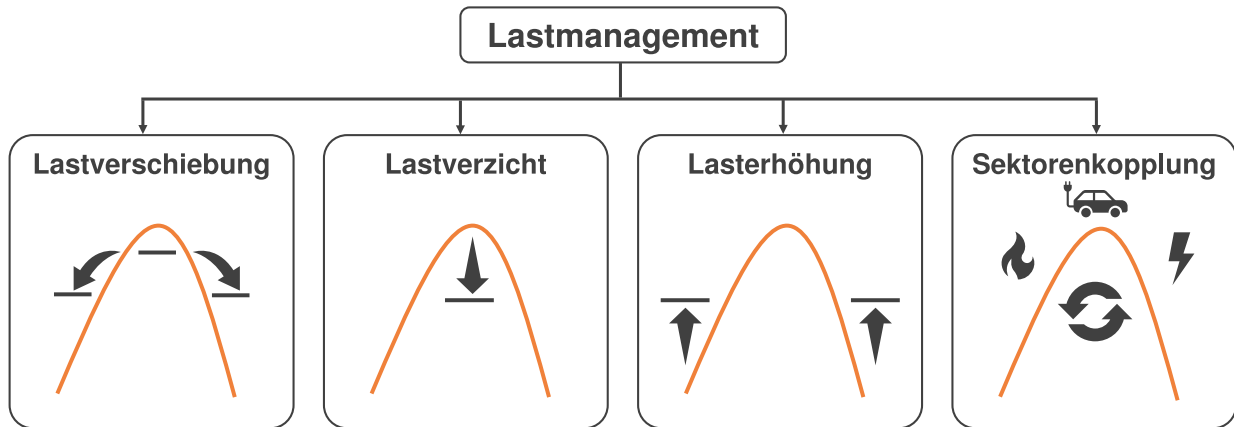 Lastmanagement
Lastverschiebung
Lastverzicht
Lasterhöhung
Sektorenkopplung